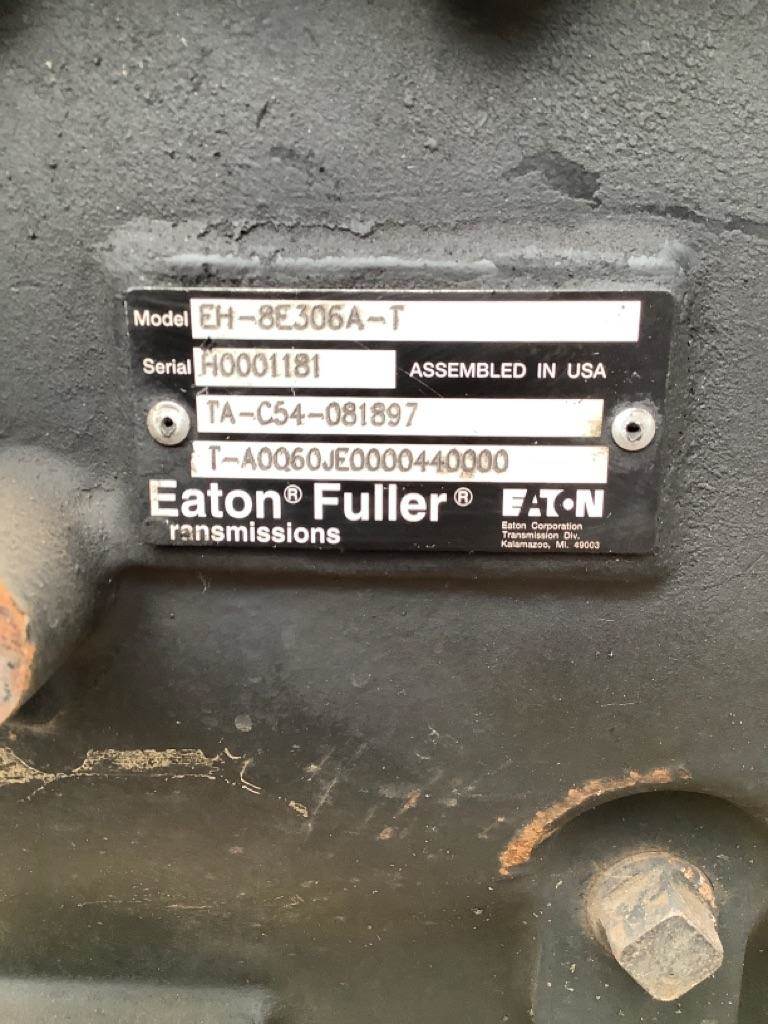 Model EH-8E306A-T
Serial H0001181 ASSEMBLED IN USA
TA-C54-081897
T-A0Q60JE0000440000
Eaton® Fuller® EATON
Transmissions
Eaton Corporation
Transmission Div.
Kalamazoo, MI. 49003